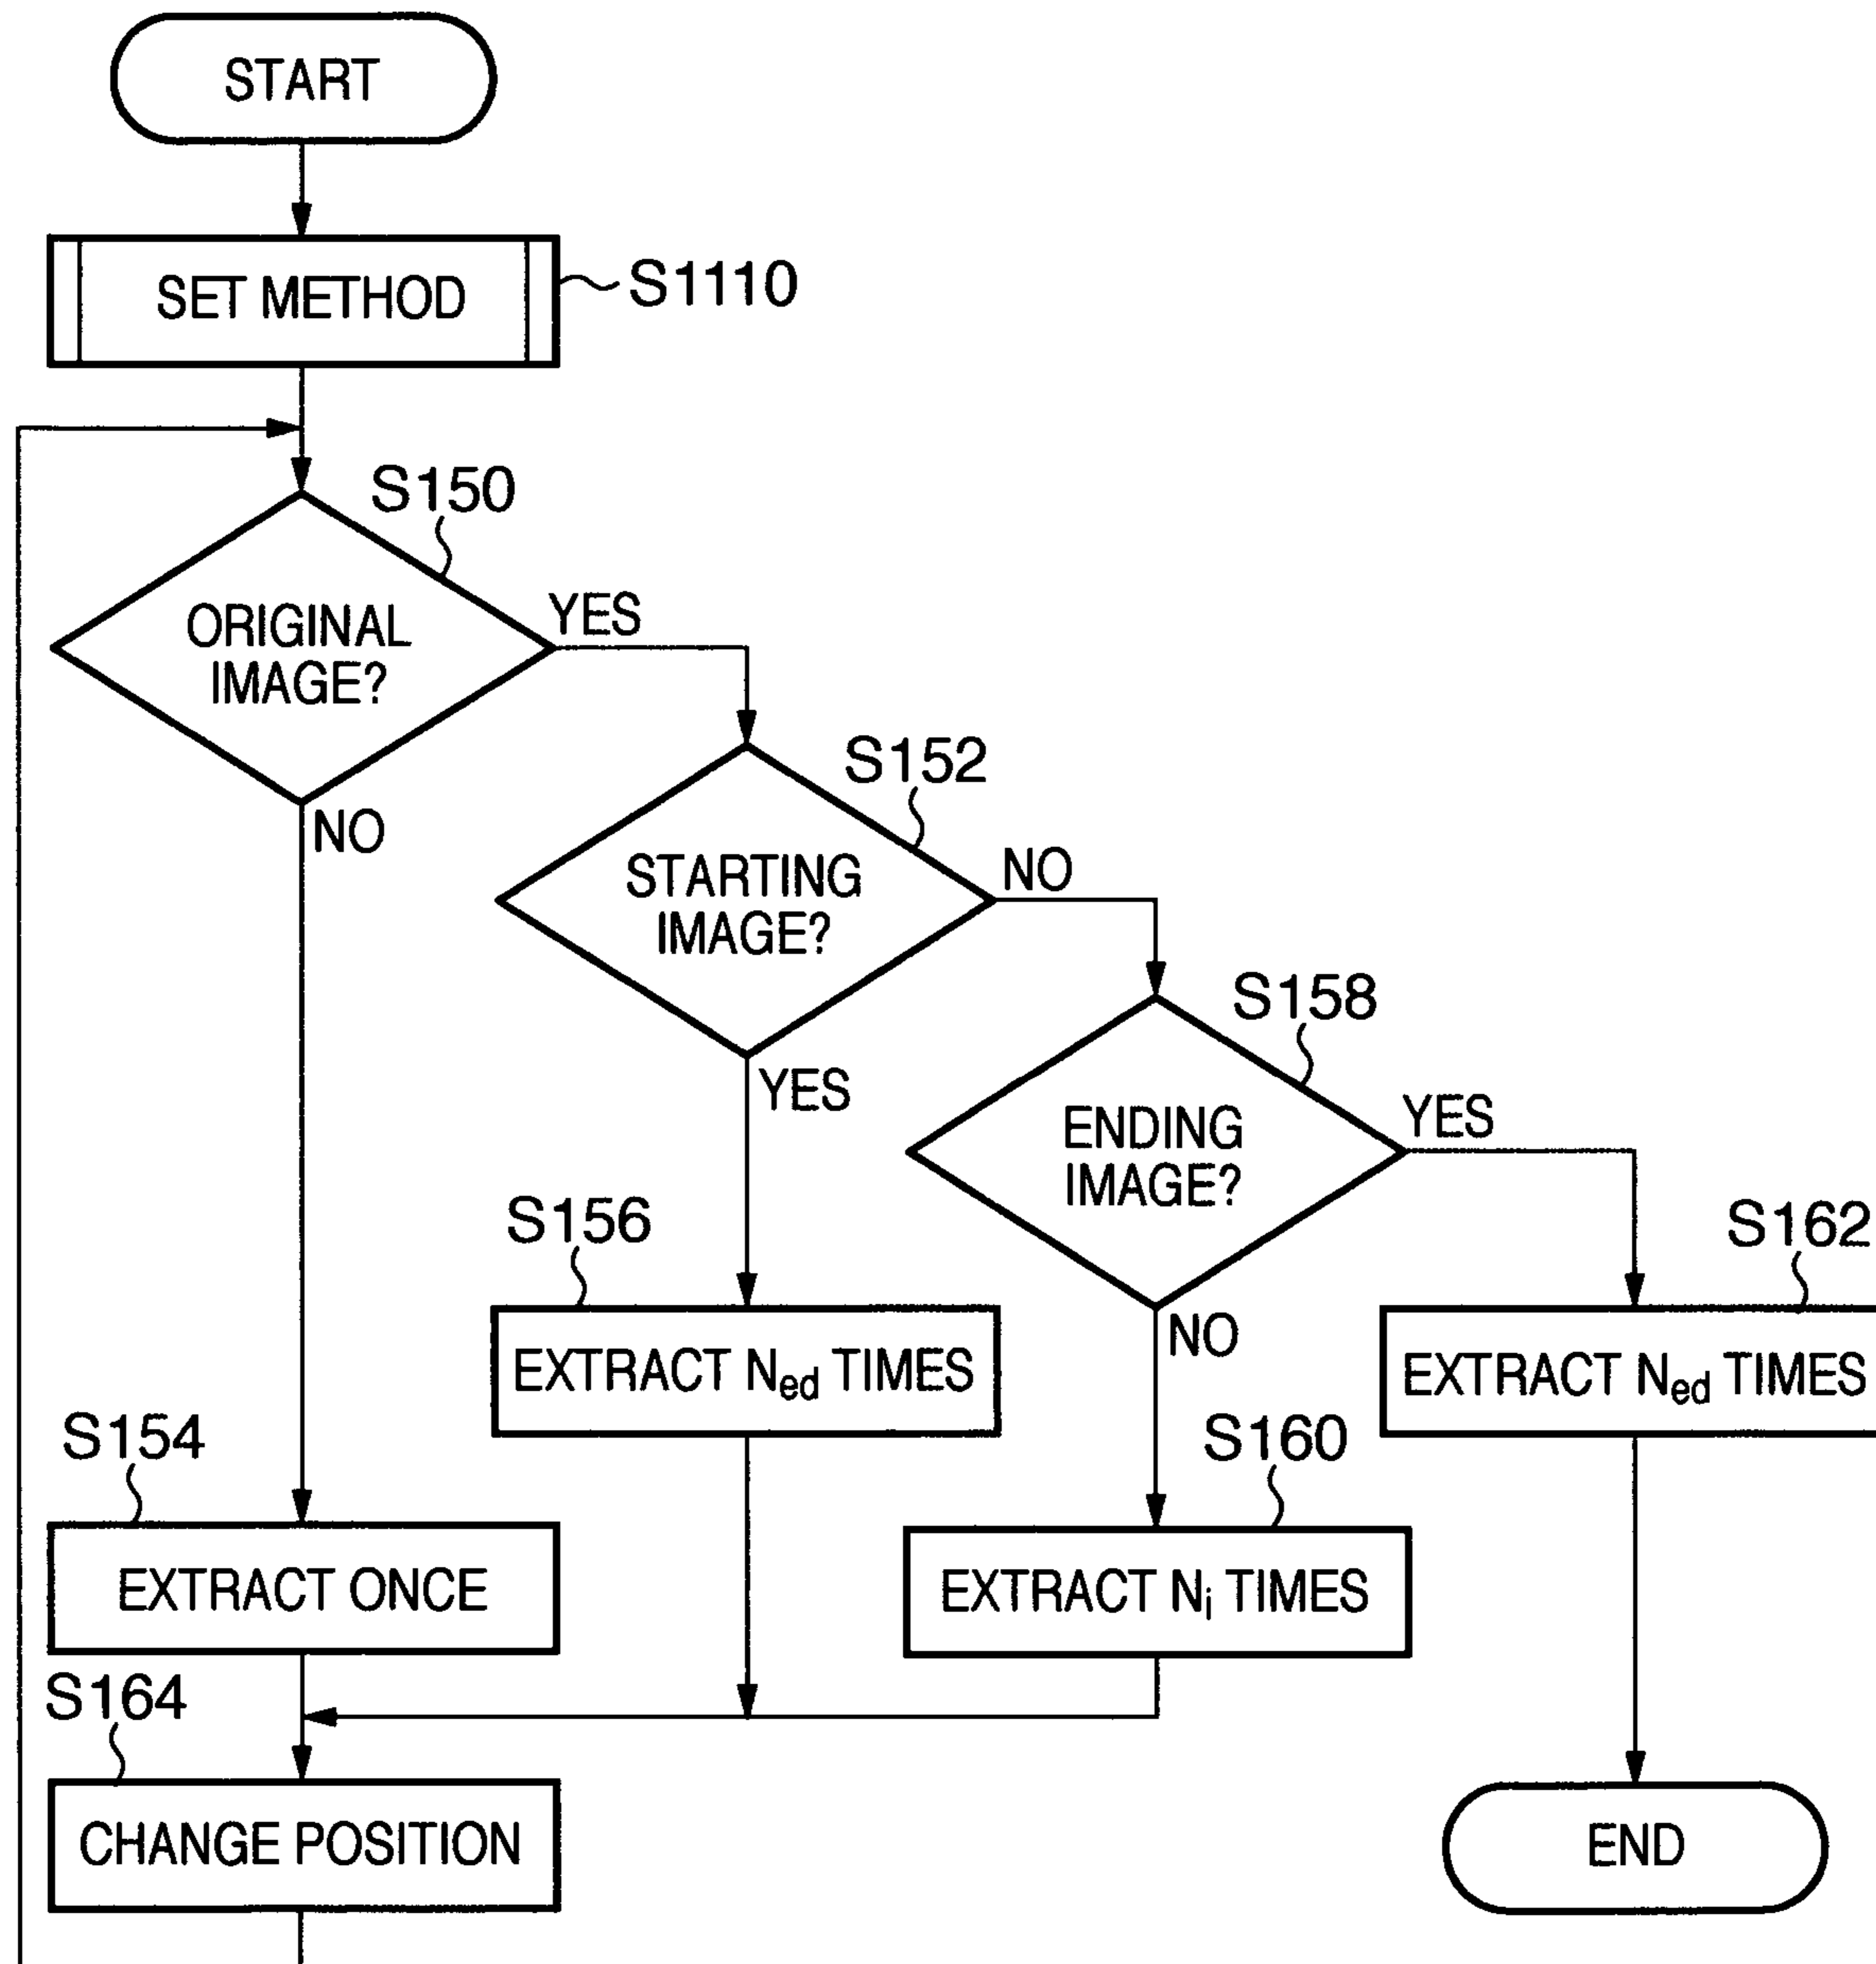 START
SET METHOD
S1110
S150
ORIGINAL
IMAGE?
YES
NO
S152
STARTING
IMAGE?
NO
YES
S158
ENDING
IMAGE?
YES
NO
S156
EXTRACT Ned TIMES
S162
EXTRACT Ned TIMES
S154
EXTRACT ONCE
S160
EXTRACT Ni TIMES
S164
CHANGE POSITION
END